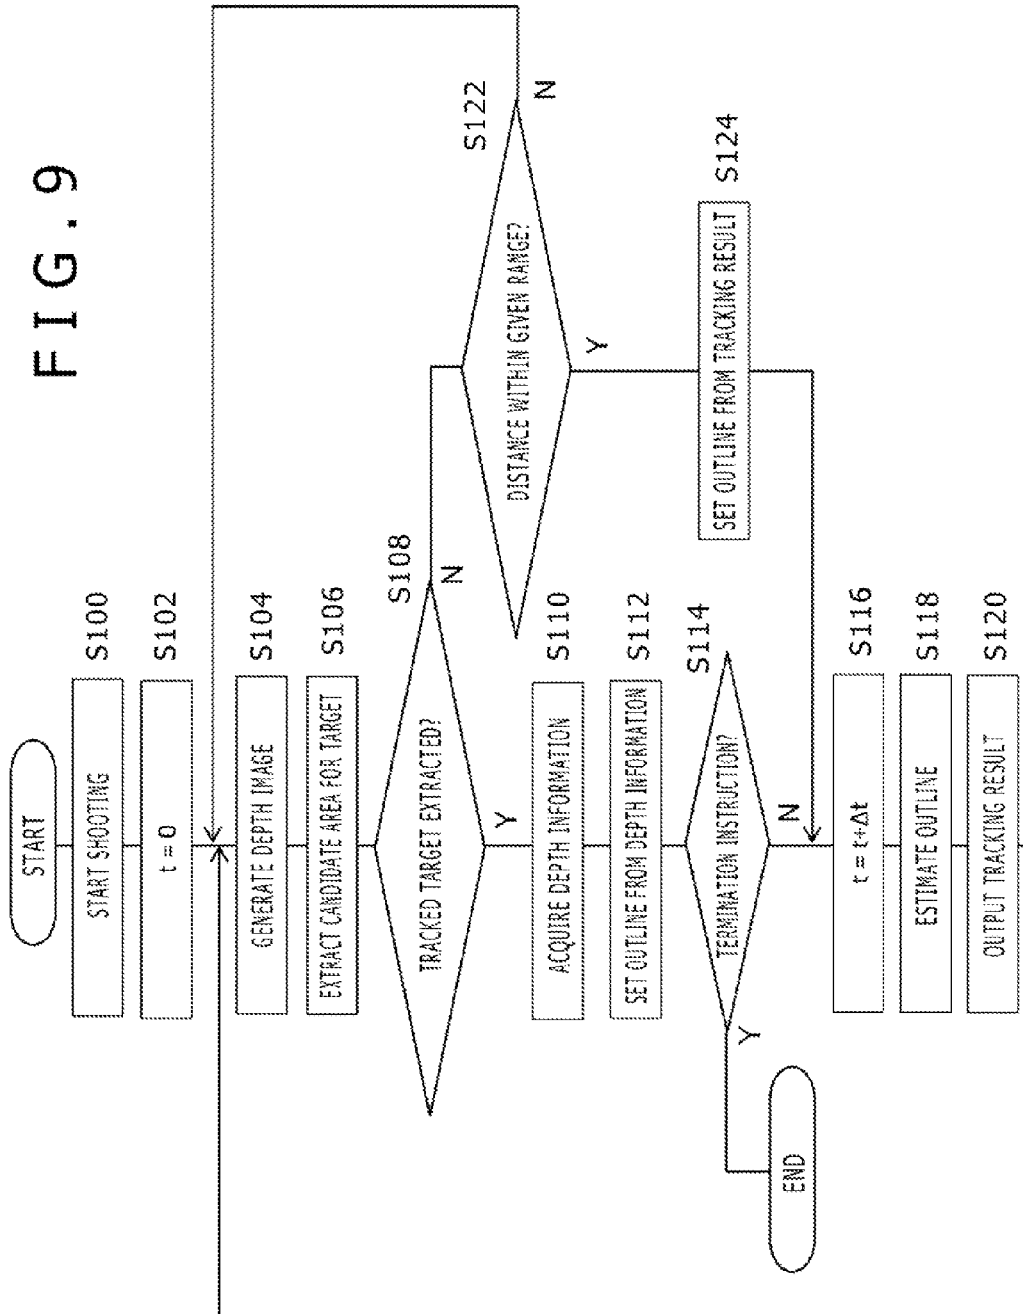 FIG. 9
START
START SHOOTING
S100
t = 0
S102
GENERATE DEPTH IMAGE
S104
EXTRACT CANDIDATE AREA FOR TARGET
S106
TRACKED TARGET EXTRACTED?
S108
N
Y
DISTANCE WITHIN GIVEN RANGE?
S122
N
Y
ACQUIRE DEPTH INFORMATION
S110
SET OUTLINE FROM DEPTH INFORMATION
S112
SET OUTLINE FROM TRACKING RESULT
S124
TERMINATION INSTRUCTION?
S114
Y
N
END
t = t+Δt
S116
ESTIMATE OUTLINE
S118
OUTPUT TRACKING RESULT
S120